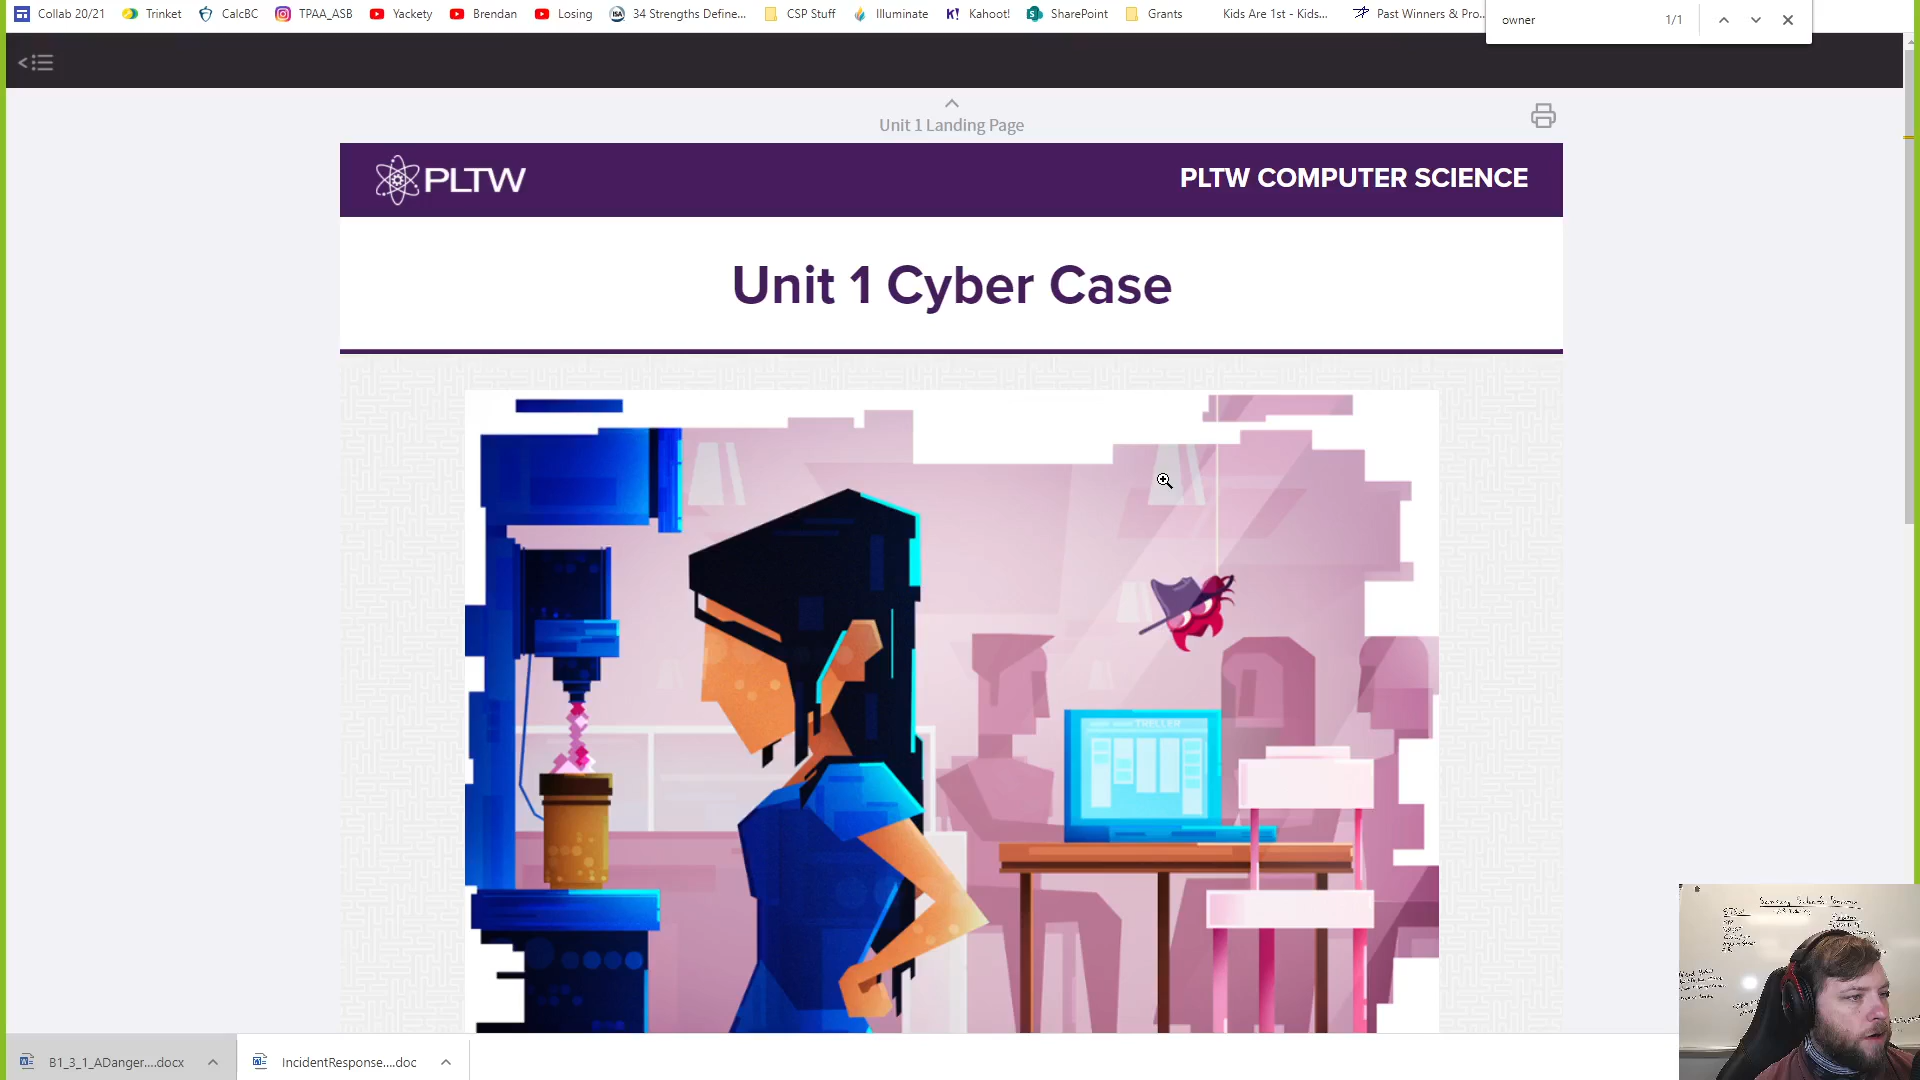 Collab 20/21 Trinket CalcBC TPAA_ASB Yackety Brendan Losing 34 Strengths Define... CSP Stuff Illuminate Kahoot! SharePoint Grants Kids Are 1st - Kids... Past Winners & Pro...
owner 1/1
Unit 1 Landing Page
PLTW
PLTW COMPUTER SCIENCE
Unit 1 Cyber Case
TRELLER
B1_3_1_ADanger....docx IncidentResponse....doc